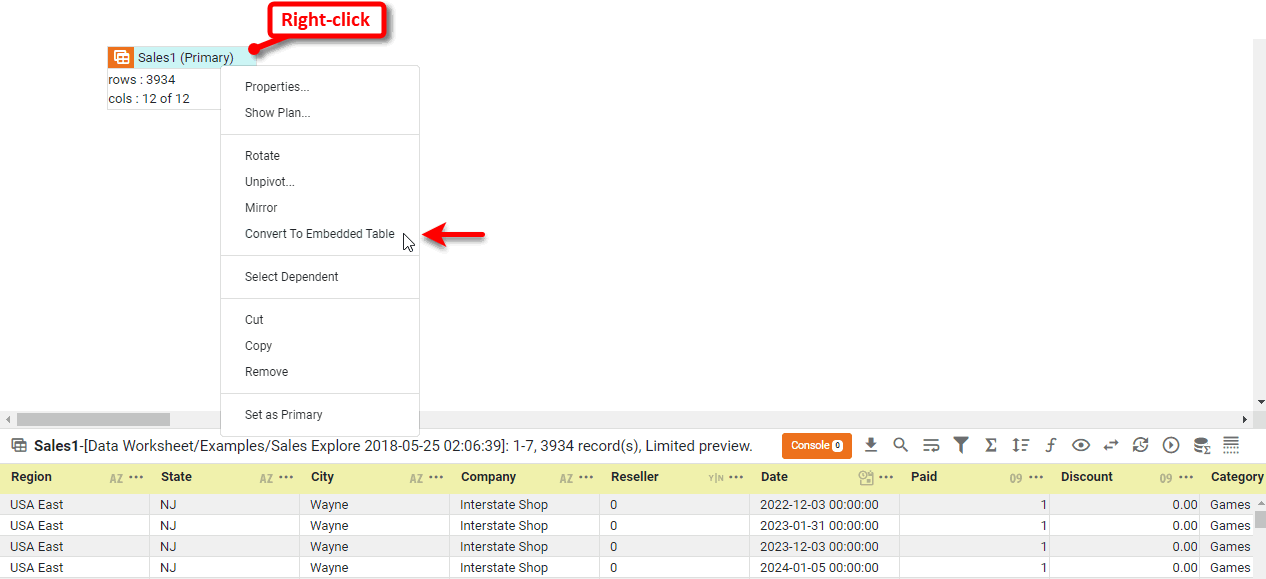 Right-click
Sales1 (Primary)
rows : 3934
cols : 12 of 12
Properties...
Show Plan...
Rotate
Unpivot...
Mirror
Convert To Embedded Table
Select Dependent
Cut
Copy
Remove
Set as Primary
Sales1-[Data Worksheet/Examples/Sales Explore 2018-05-25 02:06:39]: 1-7, 3934 record(s), Limited preview. Console 0
Region AZ ••• State AZ ••• City AZ ••• Company AZ ••• Reseller Y|N ••• Date ••• Paid 09 ••• Discount 09 ••• Category
USA East NJ Wayne Interstate Shop 0 2022-12-03 00:00:00 1 0.00 Games
USA East NJ Wayne Interstate Shop 0 2023-01-31 00:00:00 1 0.00 Games
USA East NJ Wayne Interstate Shop 0 2023-12-03 00:00:00 1 0.00 Games
USA East NJ Wayne Interstate Shop 0 2024-01-05 00:00:00 1 0.00 Games